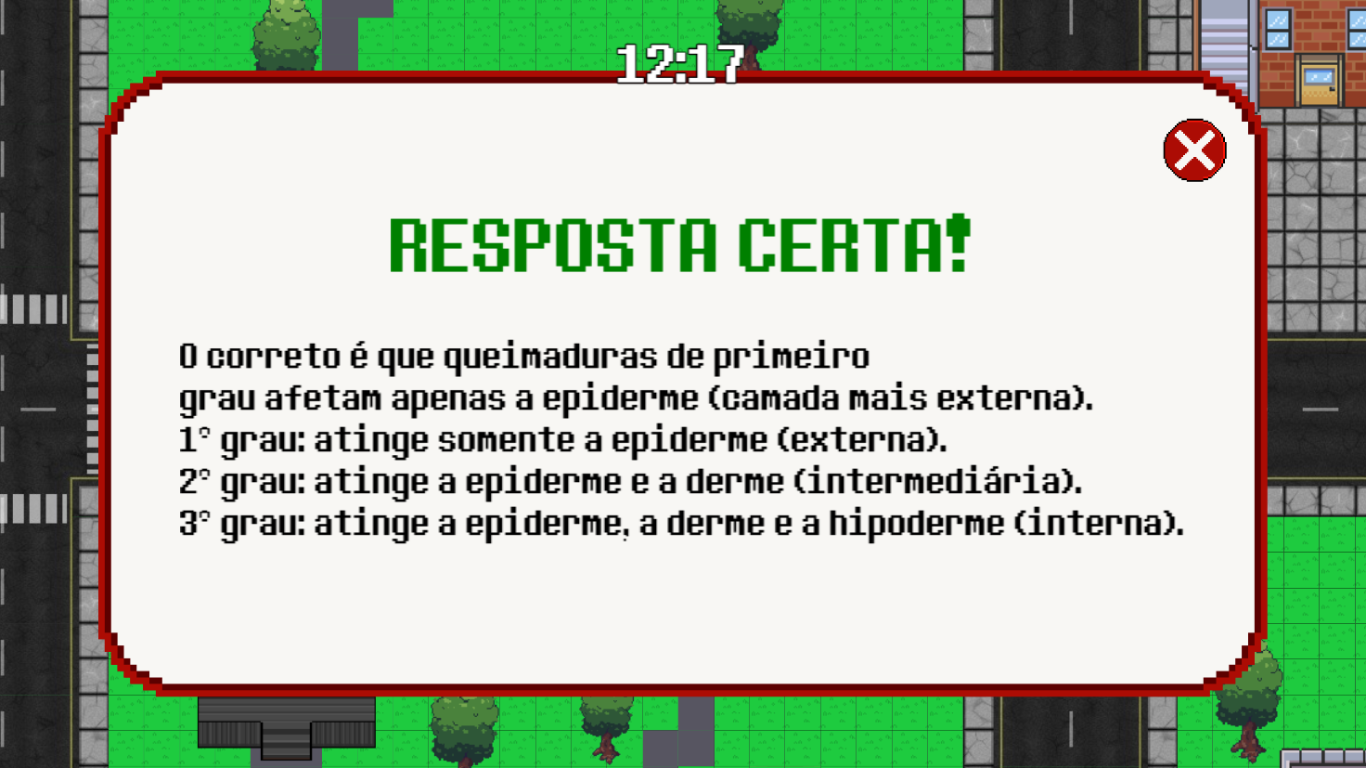 12:17
RESPOSTA CERTA!
O correto é que queimaduras de primeiro
grau afetam apenas a epiderme (camada mais externa).
1° grau: atinge somente a epiderme (externa).
2° grau: atinge a epiderme e a derme (intermediária).
3° grau: atinge a epiderme, a derme e a hipoderme (interna).